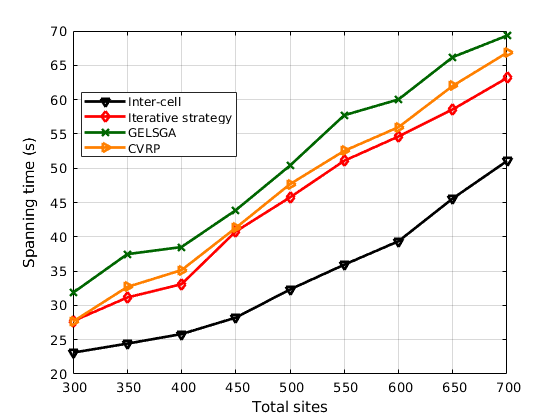 70
65
60
55
50
45
40
35
30
25
20
Spanning time (s)
Inter-cell
Iterative strategy
GELSGA
CVRP
300 350 400 450 500 550 600 650 700
Total sites